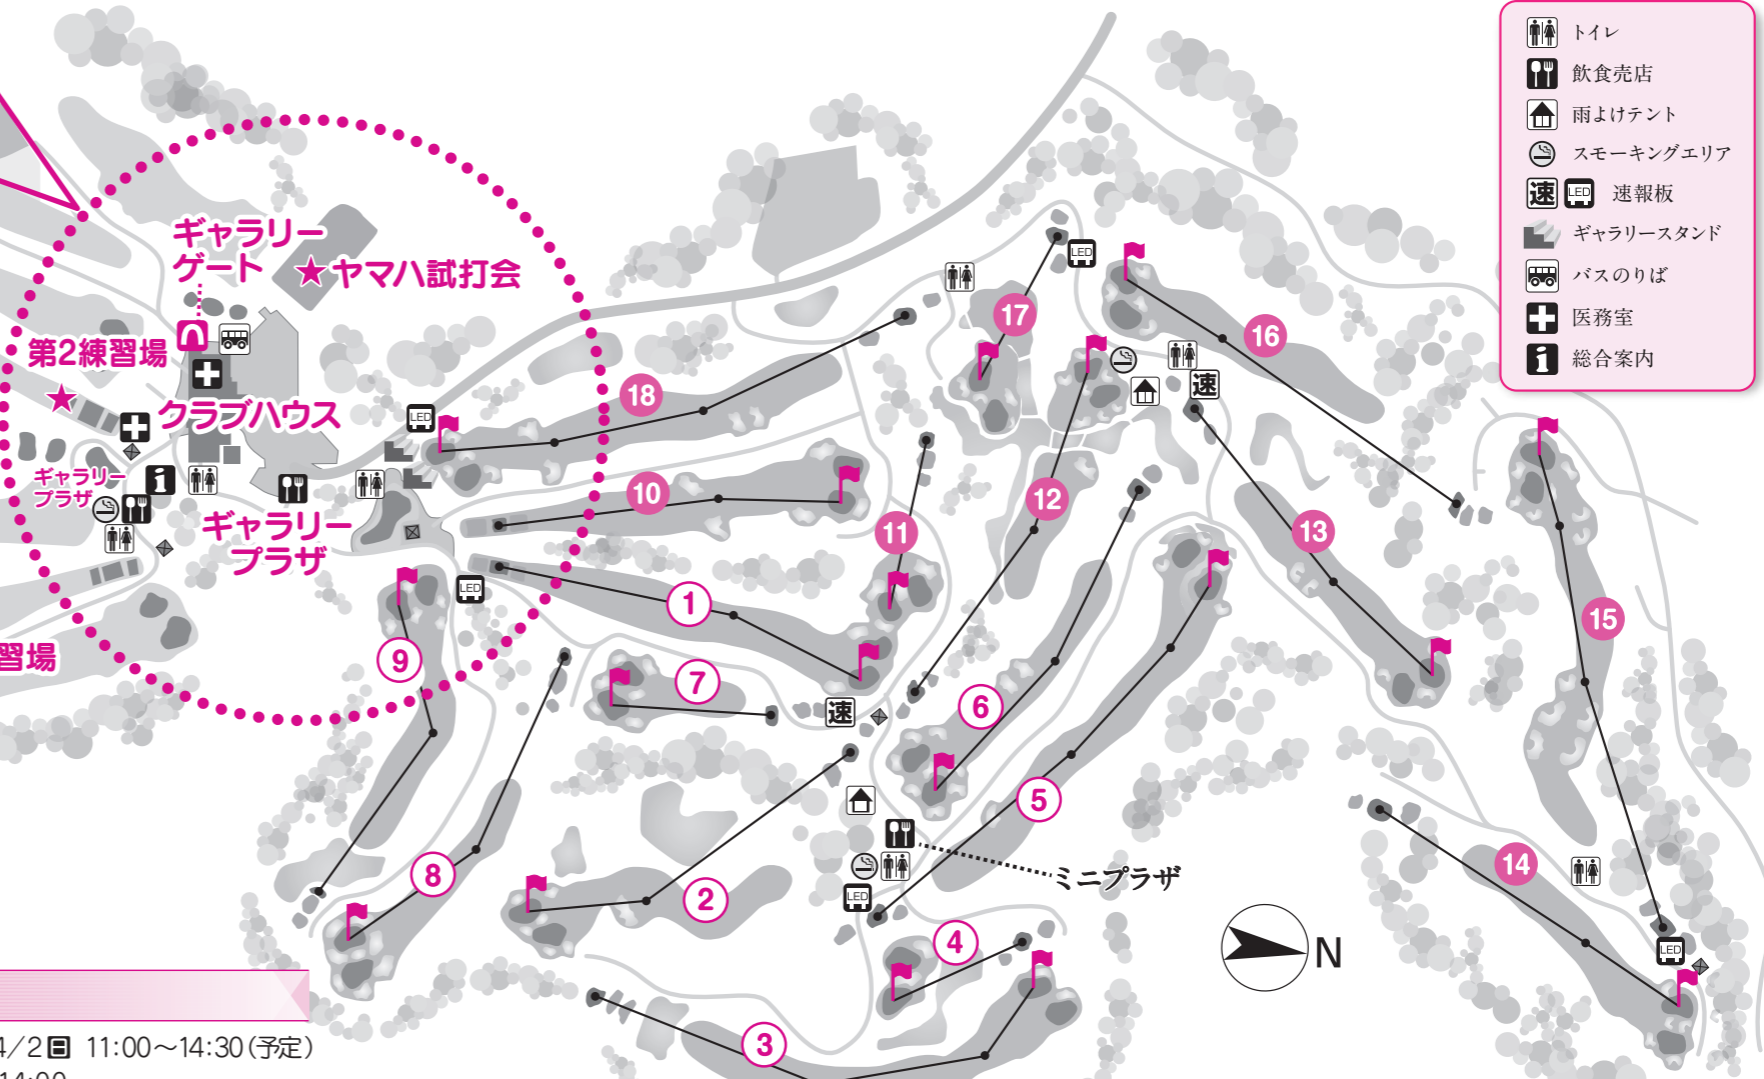 トイレ
飲食売店
雨よけテント
スモーキングエリア
速 LED 速報板
ギャラリースタンド
バスのりば
医務室
i 総合案内
ギャラリー
ゲート
★ヤマハ試打会
第2練習場
クラブハウス
ギャラリー
プラザ
i
ギャラリー
プラザ
習場
LED
LED
LED
速
18
17
16
10
11
12
13
1
15
9
7
6
速
5
8
2
14
ミニプラザ
LED
4
N
LED
3
4/2日 11:00～14:30(予定)